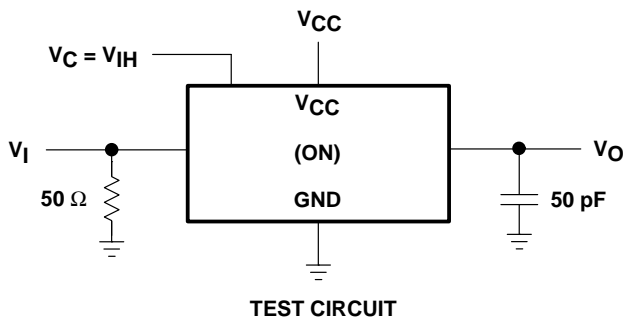 VCC
VC = VIH
VCC
VI
(ON)
VO
50 Ω
GND
50 pF
TEST CIRCUIT